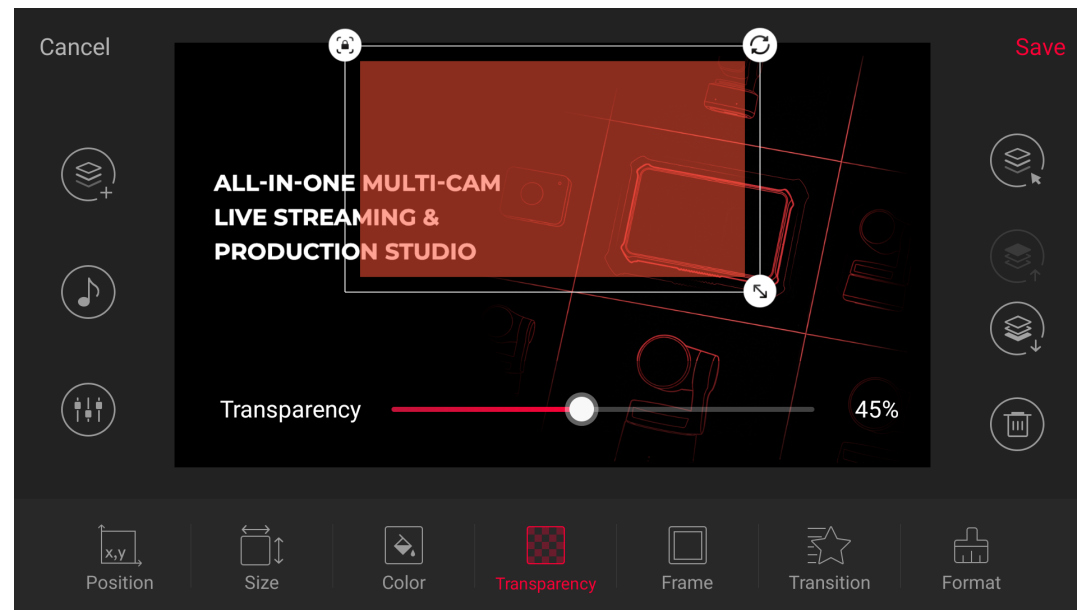 Cancel
Save
ALL-IN-ONE MULTI-CAM
LIVE STREAMING &
PRODUCTION STUDIO
Transparency 45%
x,y
Position
Size
Color
Transparency
Frame
Transition
Format